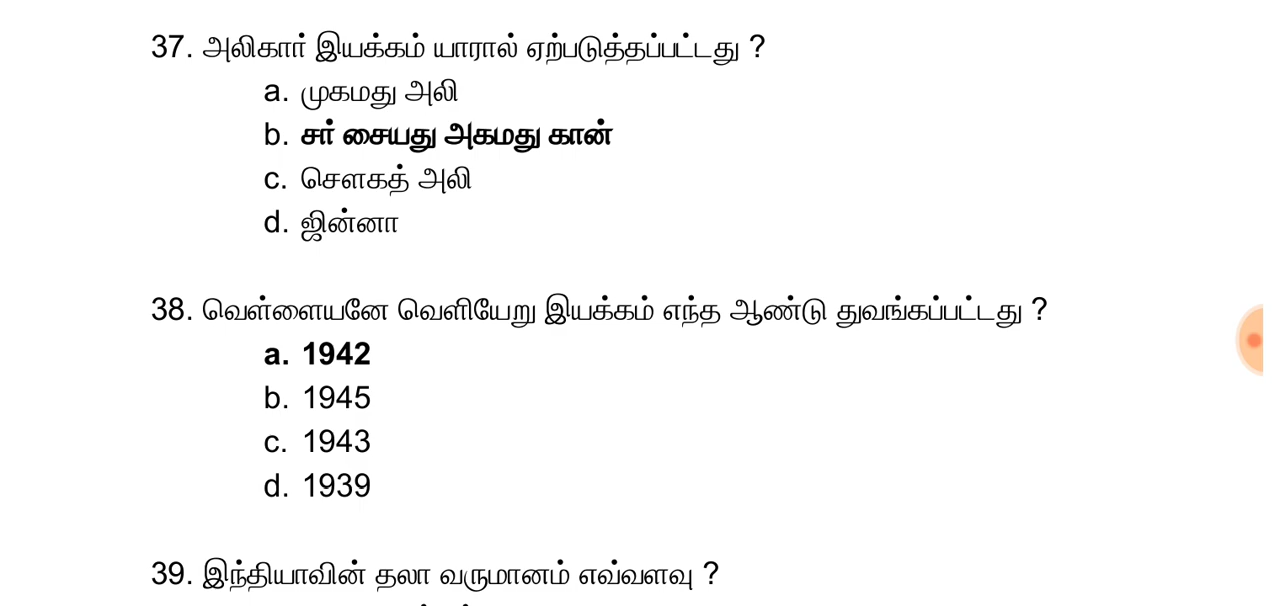 37. அலிகார் இயக்கம் யாரால் ஏற்படுத்தப்பட்டது ?
a. முகமது அலி
b. சர் சையது அகமது கான்
c. சௌகத் அலி
d. ஜின்னா
38. வெள்ளையனே வெளியேறு இயக்கம் எந்த ஆண்டு துவங்கப்பட்டது ?
a. 1942
b. 1945
c. 1943
d. 1939
39. இந்தியாவின் தலா வருமானம் எவ்வளவு ?